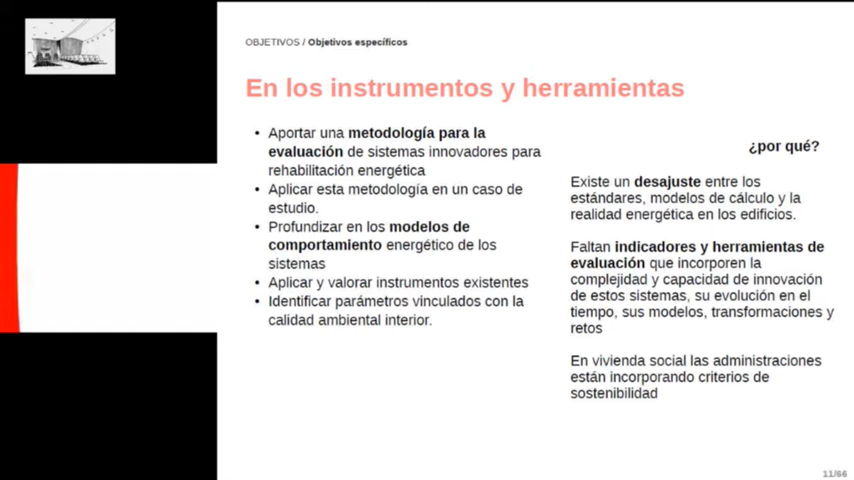 OBJETIVOS / Objetivos específicos
En los instrumentos y herramientas
• Aportar una metodología para la
evaluación de sistemas innovadores para
rehabilitación energética
• Aplicar esta metodología en un caso de
estudio.
• Profundizar en los modelos de
comportamiento energético de los
sistemas
• Aplicar y valorar instrumentos existentes
• Identificar parámetros vinculados con la
calidad ambiental interior.
¿por qué?
Existe un desajuste entre los
estándares, modelos de cálculo y la
realidad energética en los edificios.
Faltan indicadores y herramientas de
evaluación que incorporen la
complejidad y capacidad de innovación
de estos sistemas, su evolución en el
tiempo, sus modelos, transformaciones y
retos
En vivienda social las administraciones
están incorporando criterios de
sostenibilidad
11/66